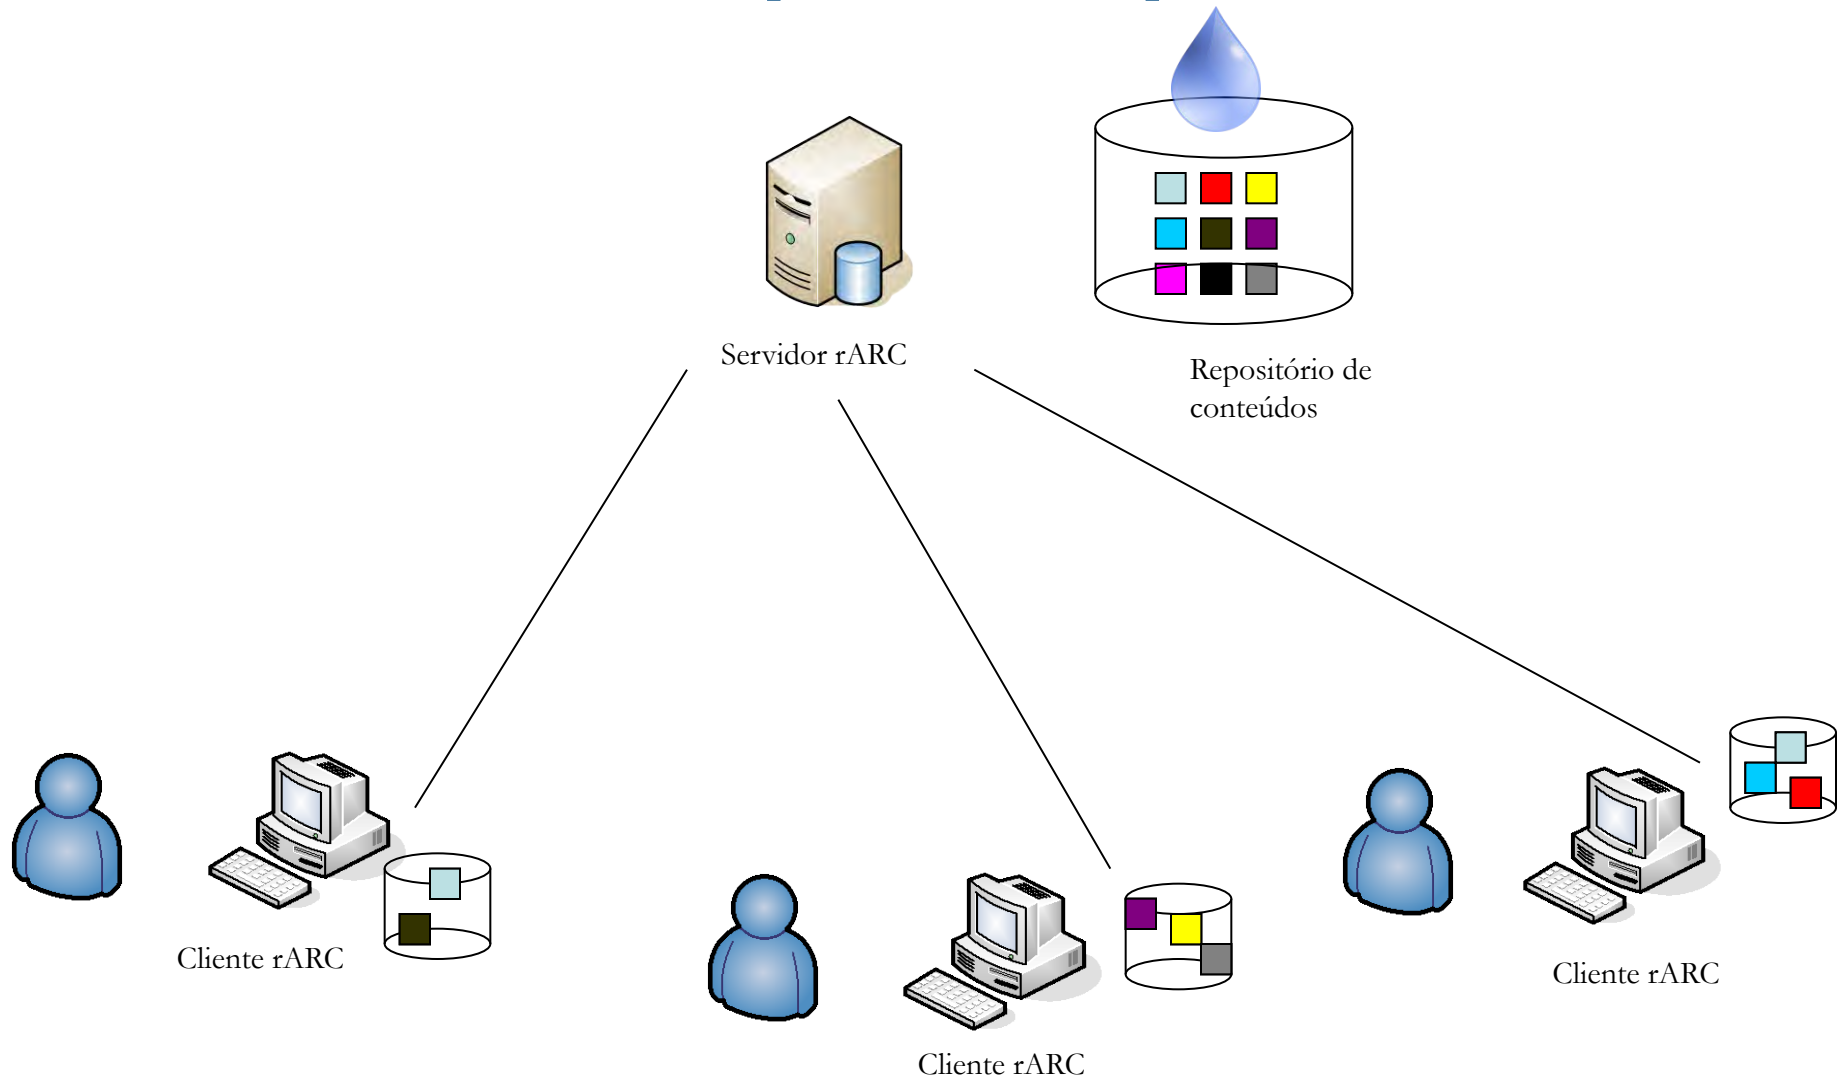 Servidor rARC
Repositório de
conteúdos
Cliente rARC
Cliente rARC
Cliente rARC